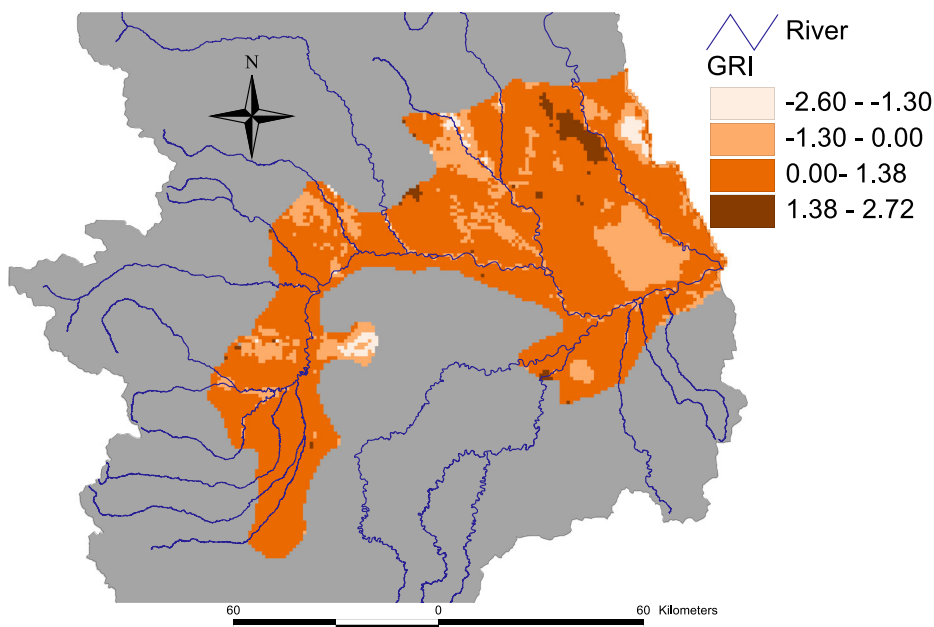 N
River
GRI
-2.60 - -1.30
-1.30 - 0.00
0.00- 1.38
1.38 - 2.72
60 0 60 Kilometers